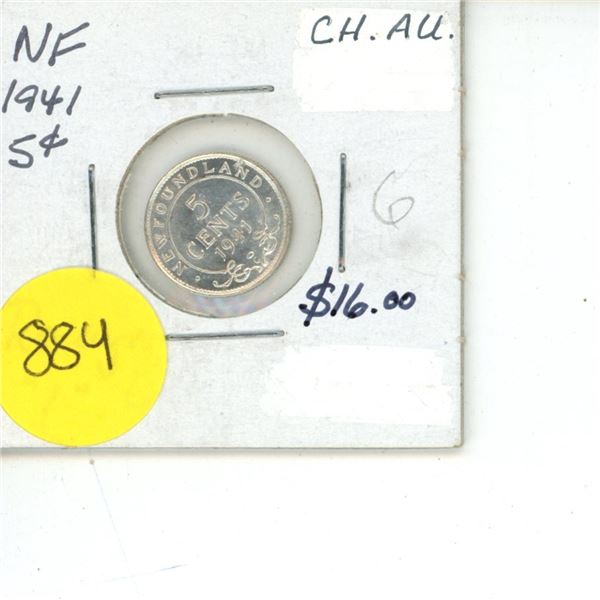 NF
1941
5¢
CH. AU.
6
$16.00
884
NEWFOUNDLAND
5
CENTS
1941